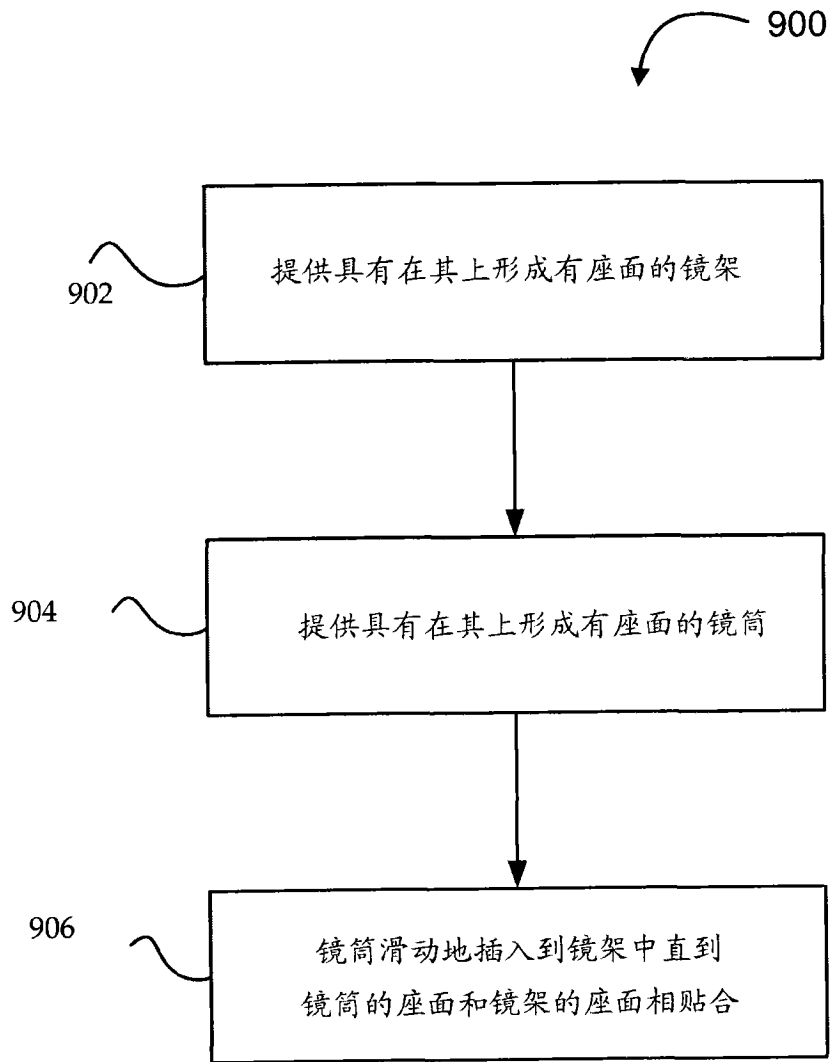 900
902
提供具有在其上形成有座面的镜架
904
提供具有在其上形成有座面的镜筒
906
镜筒滑动地插入到镜架中直到
镜筒的座面和镜架的座面相贴合